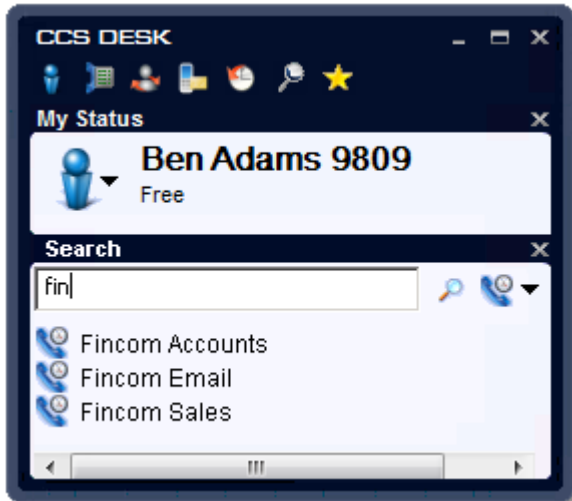 CCS DESK
My Status
Ben Adams 9809
Free
Search
fin
Fincom Accounts
Fincom Email
Fincom Sales